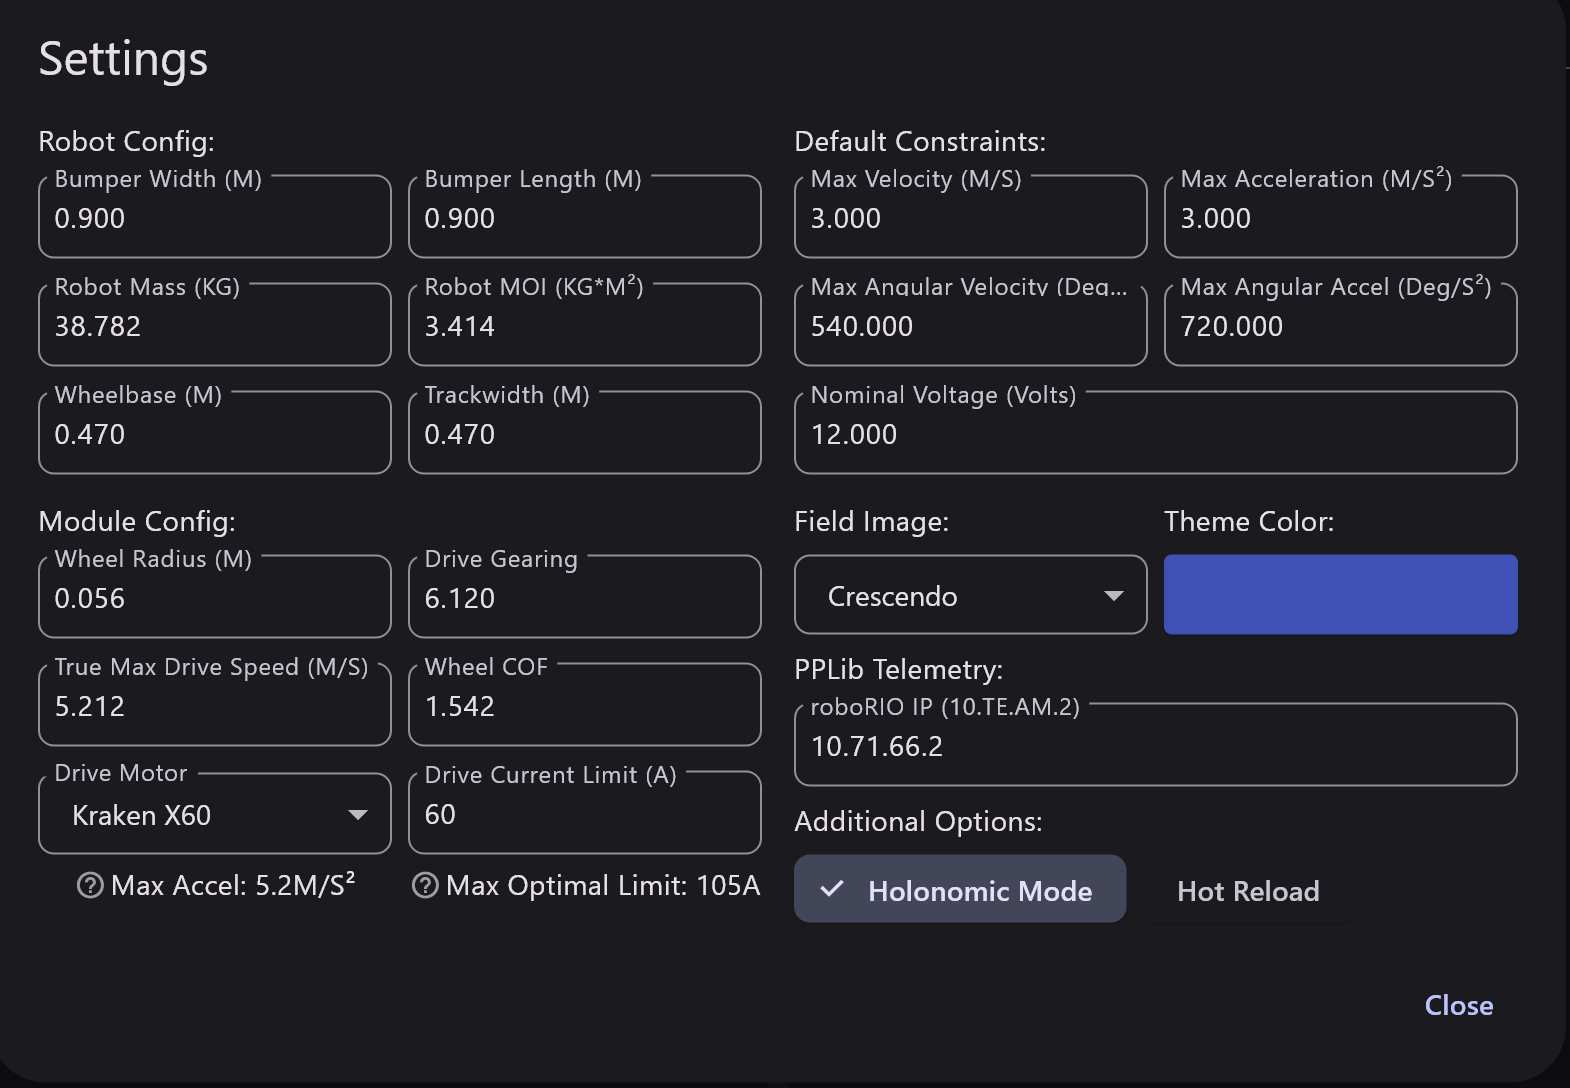 Settings
Robot Config:
Bumper Width (M)
0.900
Bumper Length (M)
0.900
Robot Mass (KG)
38.782
Robot MOI (KG*M²)
3.414
Wheelbase (M)
0.470
Trackwidth (M)
0.470
Module Config:
Wheel Radius (M)
0.056
Drive Gearing
6.120
True Max Drive Speed (M/S)
5.212
Wheel COF
1.542
Drive Motor
Kraken X60
Drive Current Limit (A)
60
? Max Accel: 5.2M/S²
? Max Optimal Limit: 105A
Default Constraints:
Max Velocity (M/S)
3.000
Max Acceleration (M/S²)
3.000
Max Angular Velocity (Deg...
540.000
Max Angular Accel (Deg/S²)
720.000
Nominal Voltage (Volts)
12.000
Field Image:
Crescendo
Theme Color:
PPLib Telemetry:
roboRIO IP (10.TE.AM.2)
10.71.66.2
Additional Options:
Holonomic Mode
Hot Reload
Close